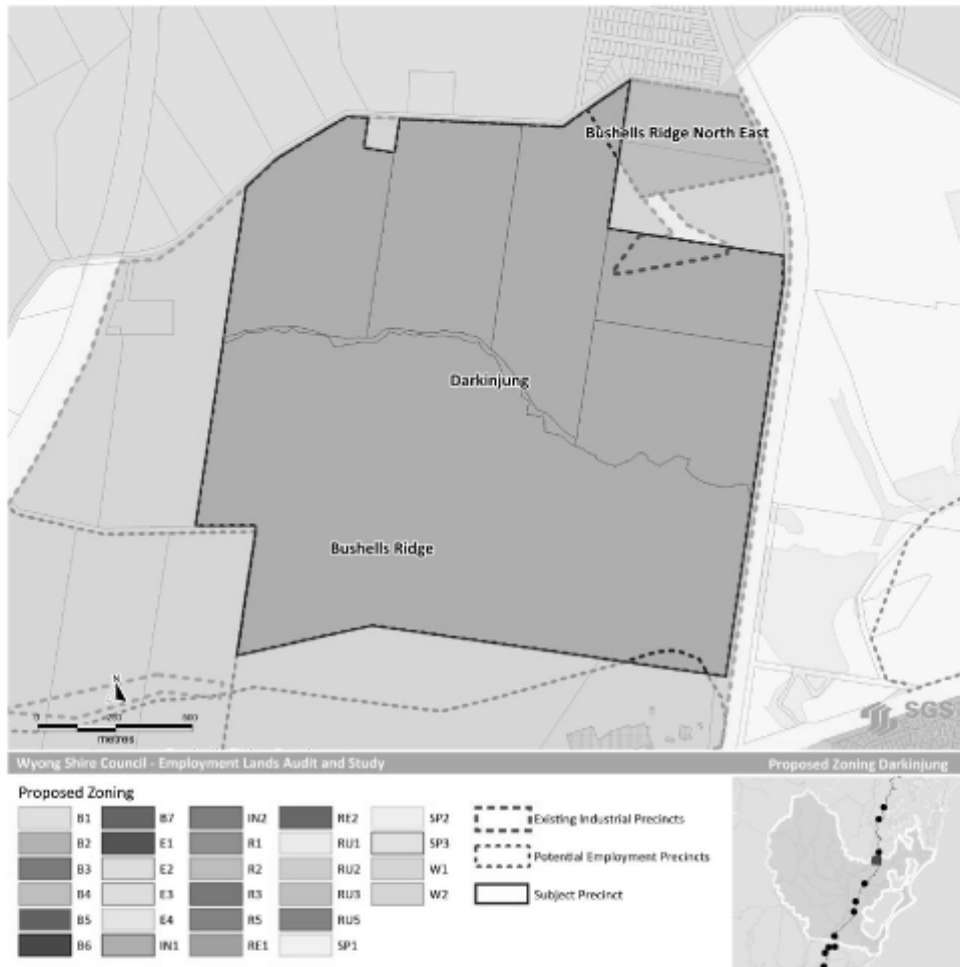 Bushells Ridge North East
Darkinjung
Bushells Ridge
N
metres
SGS
Wyong Shire Council - Employment Lands Audit and Study
Proposed Zoning Darkinjung
Proposed Zoning
B1
B2
B3
B4
B5
B6
B7
E1
E2
E3
E4
IN1
IN2
R1
R2
R3
R5
RE1
RE2
RU1
RU2
RU3
RU5
SP1
SP2
SP3
W1
W2
Existing Industrial Precincts
Potential Employment Precincts
Subject Precinct